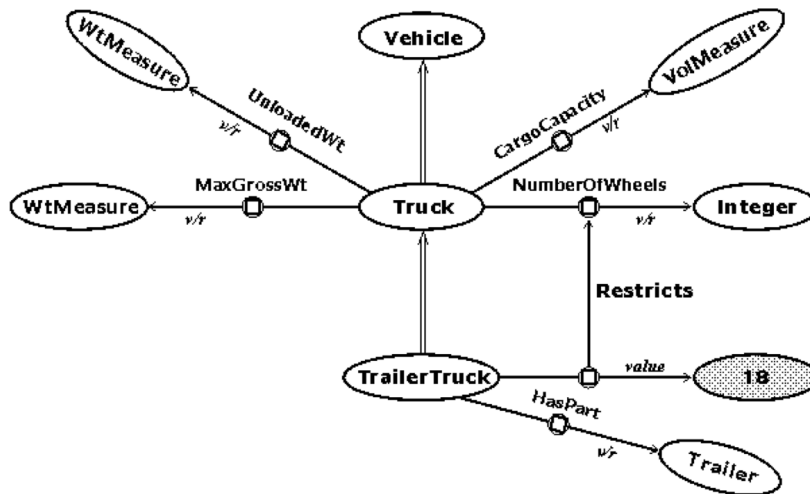 WtMeasure
Vehicle
VolMeasure
UnloadedWt
v/r
CargoCapacity
v/r
MaxGrossWt
NumberOfWheels
WtMeasure
v/r
Truck
v/r
Integer
Restricts
TrailerTruck
value
18
HasPart
v/r
Trailer